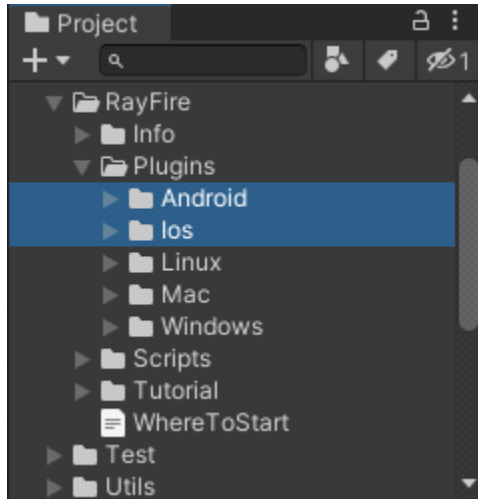 Project
1
RayFire
Info
Plugins
Android
Ios
Linux
Mac
Windows
Scripts
Tutorial
WhereToStart
Test
Utils